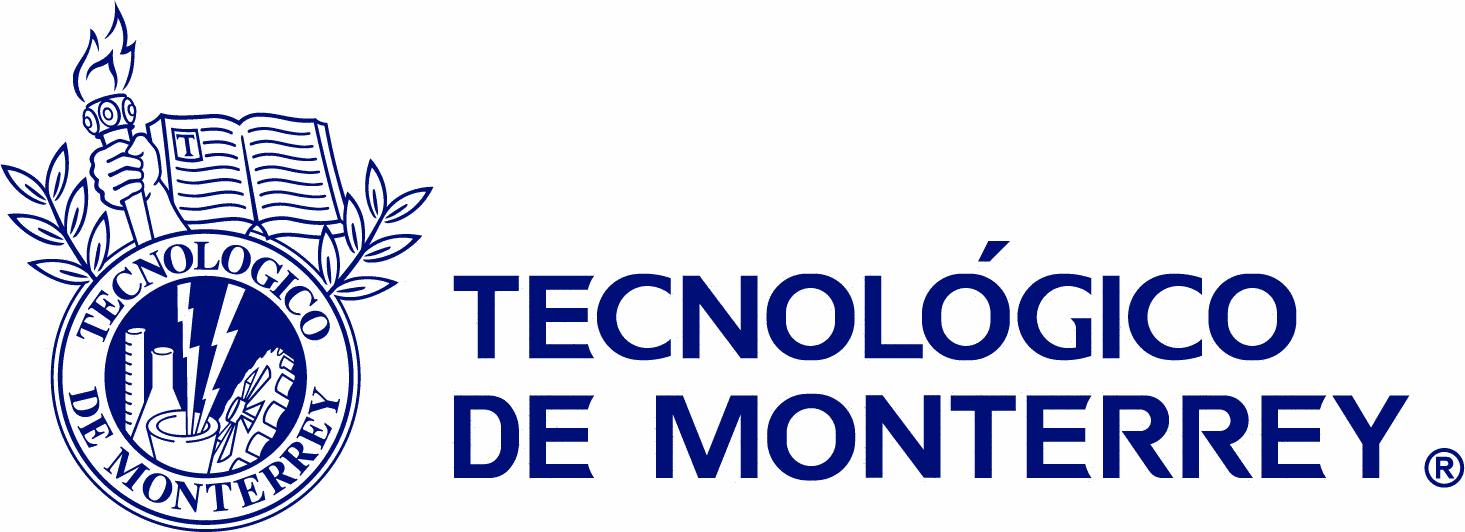 T
TECNOLOGICO
DE MONTERREY
TECNOLÓGICO
DE MONTERREY®